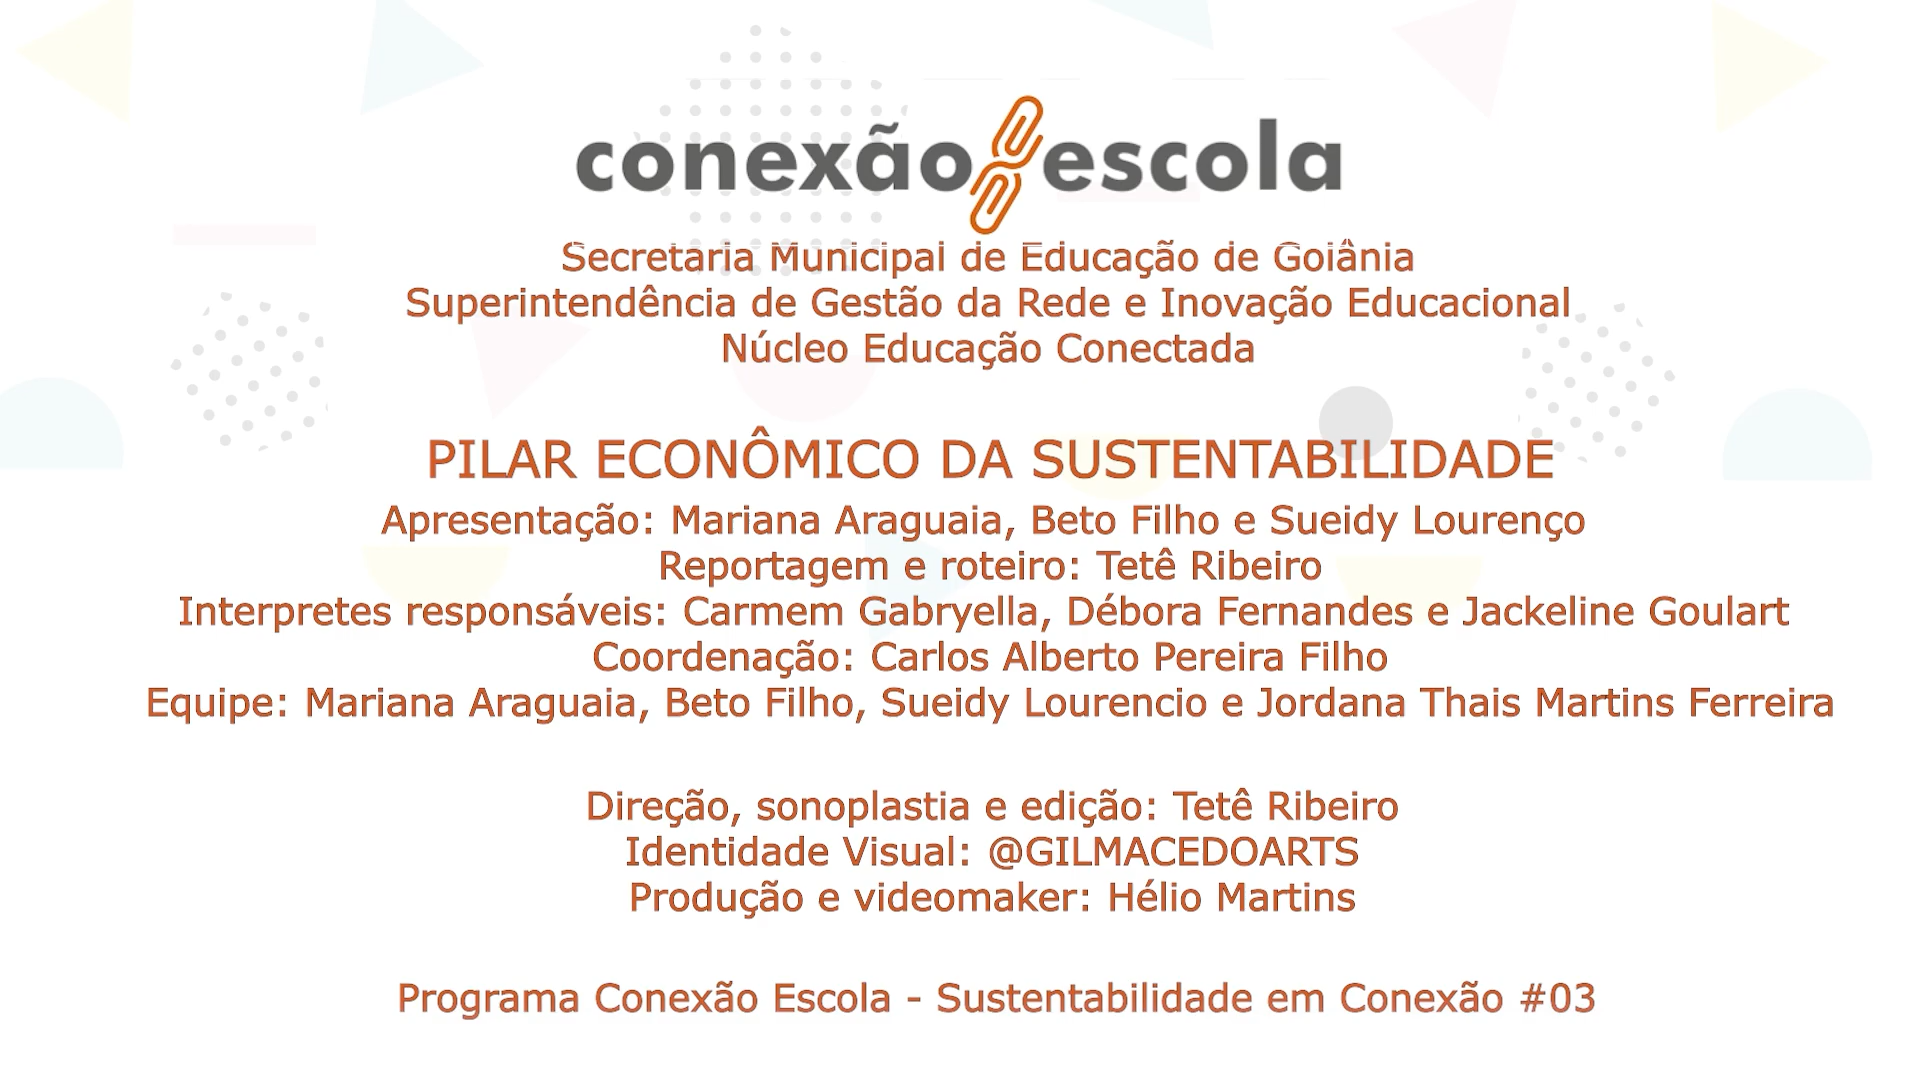 conexão escola
Secretaria Municipal de Educação de Goiânia
Superintendência de Gestão da Rede e Inovação Educacional
Núcleo Educação Conectada
PILAR ECONÔMICO DA SUSTENTABILIDADE
Apresentação: Mariana Araguaia, Beto Filho e Sueidy Lourenço
Reportagem e roteiro: Tetê Ribeiro
Interpretes responsáveis: Carmem Gabryella, Débora Fernandes e Jackeline Goulart
Coordenação: Carlos Alberto Pereira Filho
Equipe: Mariana Araguaia, Beto Filho, Sueidy Lourencio e Jordana Thais Martins Ferreira
Direção, sonoplastia e edição: Tetê Ribeiro
Identidade Visual: @GILMACEDOARTS
Produção e videomaker: Hélio Martins
Programa Conexão Escola - Sustentabilidade em Conexão #03